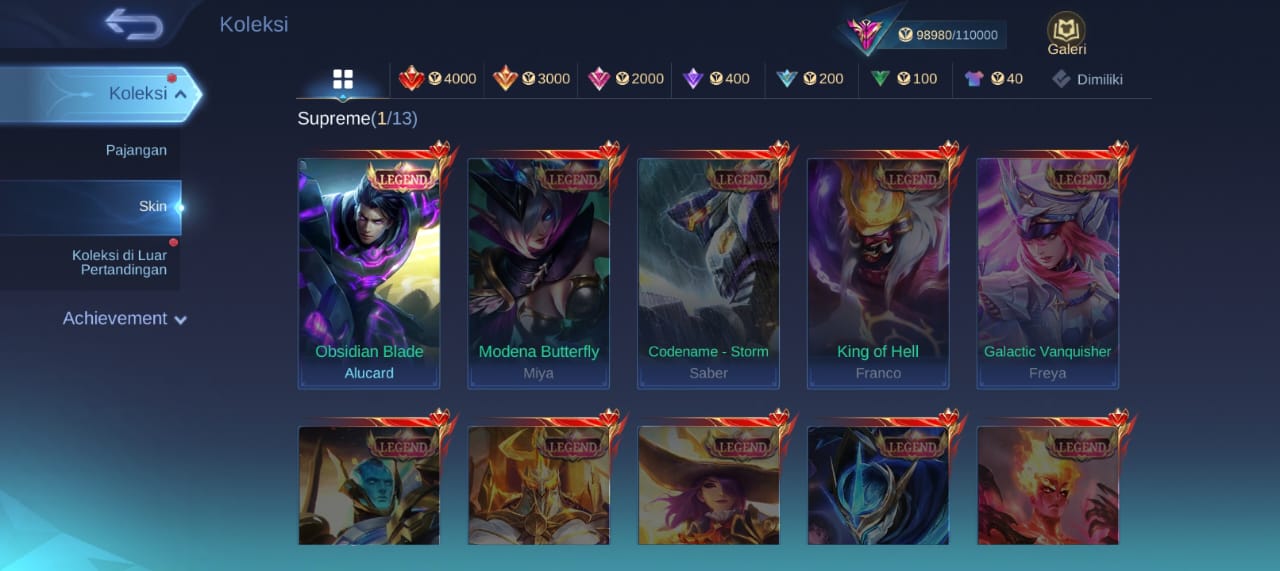 Koleksi
98980/110000
Galeri
Koleksi
4000
3000
2000
400
200
100
40
Dimiliki
Pajangan
Skin
Koleksi di Luar
Pertandingan
Achievement
Supreme(1/13)
LEGEND
LEGEND
LEGEND
LEGEND
LEGEND
Obsidian Blade
Alucard
Modena Butterfly
Miya
Codename - Storm
Saber
King of Hell
Franco
Galactic Vanquisher
Freya
LEGEND
LEGEND
LEGEND
LEGEND
LEGEND